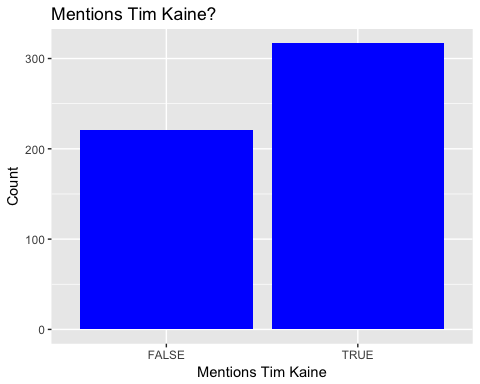 Mentions Tim Kaine?
Count
300
200
100
0
FALSE
TRUE
Mentions Tim Kaine